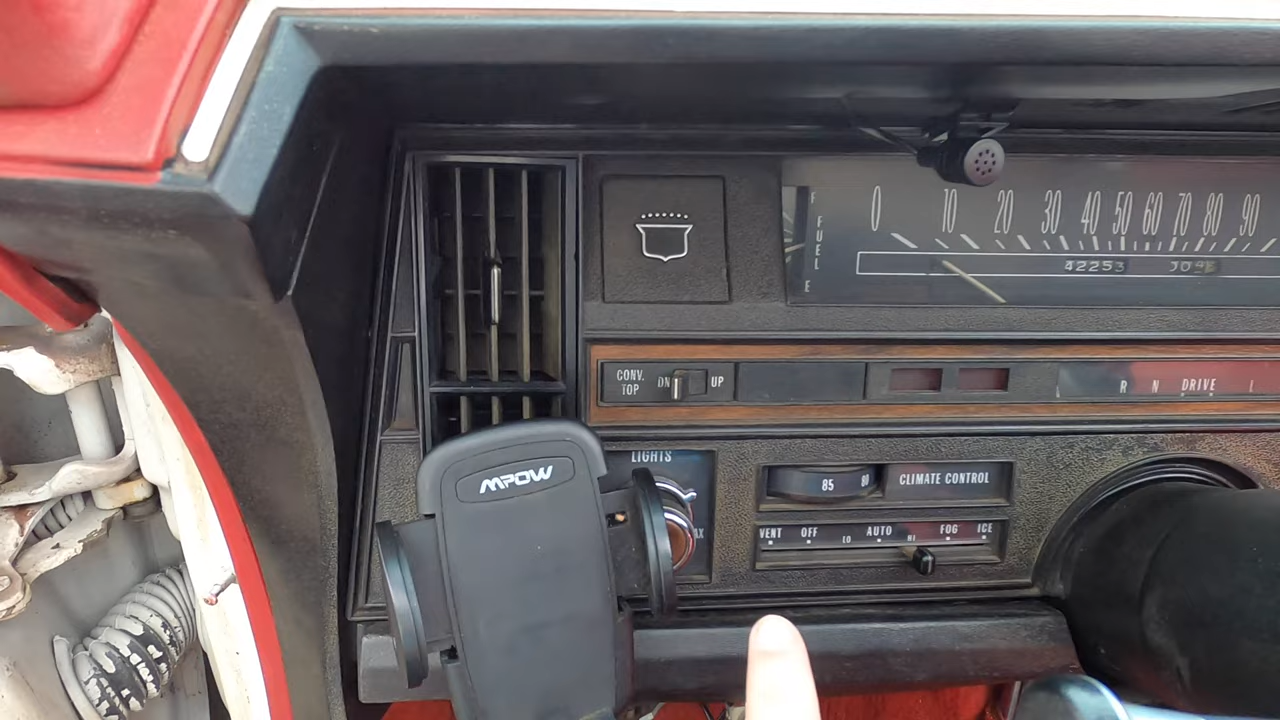 0 10 20 30 40 50 60 70 80 90
F
FUEL
E
42253
CONV.
TOP
DN
UP
R N DRIVE
MPOW
LIGHTS
85 80
CLIMATE CONTROL
VENT OFF LO AUTO HI FOG ICE